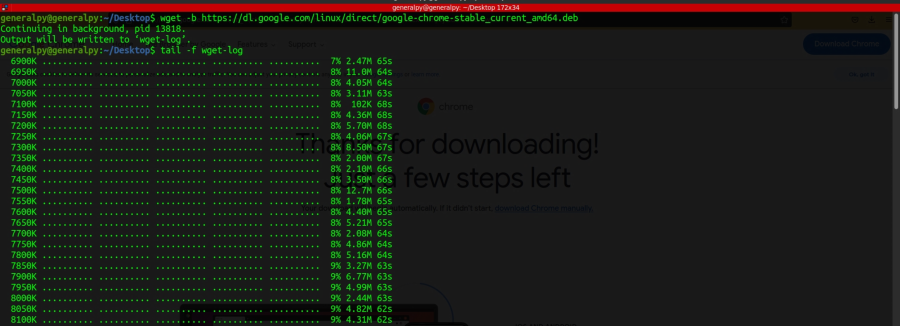 generalpy@generalpy:~/Desktop 172x34
generalpy@generalpy:~/Desktop$ wget -b https://dl.google.com/linux/direct/google-chrome-stable_current_amd64.deb
Continuing in background, pid 13818.
Output will be written to ‘wget-log’.
generalpy@generalpy:~/Desktop$ tail -f wget-log
6900K .......... .......... .......... .......... .......... 7% 2.47M 65s
6950K .......... .......... .......... .......... .......... 8% 11.0M 64s
7000K .......... .......... .......... .......... .......... 8% 4.05M 64s
7050K .......... .......... .......... .......... .......... 8% 3.11M 63s
7100K .......... .......... .......... .......... .......... 8% 102K 68s
7150K .......... .......... .......... .......... .......... 8% 4.36M 68s
7200K .......... .......... .......... .......... .......... 8% 5.70M 68s
7250K .......... .......... .......... .......... .......... 8% 4.06M 67s
7300K .......... .......... .......... .......... .......... 8% 8.50M 67s
7350K .......... .......... .......... .......... .......... 8% 2.00M 67s
7400K .......... .......... .......... .......... .......... 8% 2.10M 66s
7450K .......... .......... .......... .......... .......... 8% 3.50M 66s
7500K .......... .......... .......... .......... .......... 8% 12.7M 66s
7550K .......... .......... .......... .......... .......... 8% 1.78M 65s
7600K .......... .......... .......... .......... .......... 8% 4.40M 65s
7650K .......... .......... .......... .......... .......... 8% 5.21M 65s
7700K .......... .......... .......... .......... .......... 8% 2.08M 64s
7750K .......... .......... .......... .......... .......... 8% 4.86M 64s
7800K .......... .......... .......... .......... .......... 8% 5.16M 64s
7850K .......... .......... .......... .......... .......... 9% 3.27M 63s
7900K .......... .......... .......... .......... .......... 9% 6.77M 63s
7950K .......... .......... .......... .......... .......... 9% 4.99M 63s
8000K .......... .......... .......... .......... .......... 9% 2.44M 63s
8050K .......... .......... .......... .......... .......... 9% 4.82M 62s
8100K .......... .......... .......... .......... .......... 9% 4.31M 62s
Support
Download Chrome
chrome
for downloading!
a few steps left
If it didn't start, download Chrome manually.